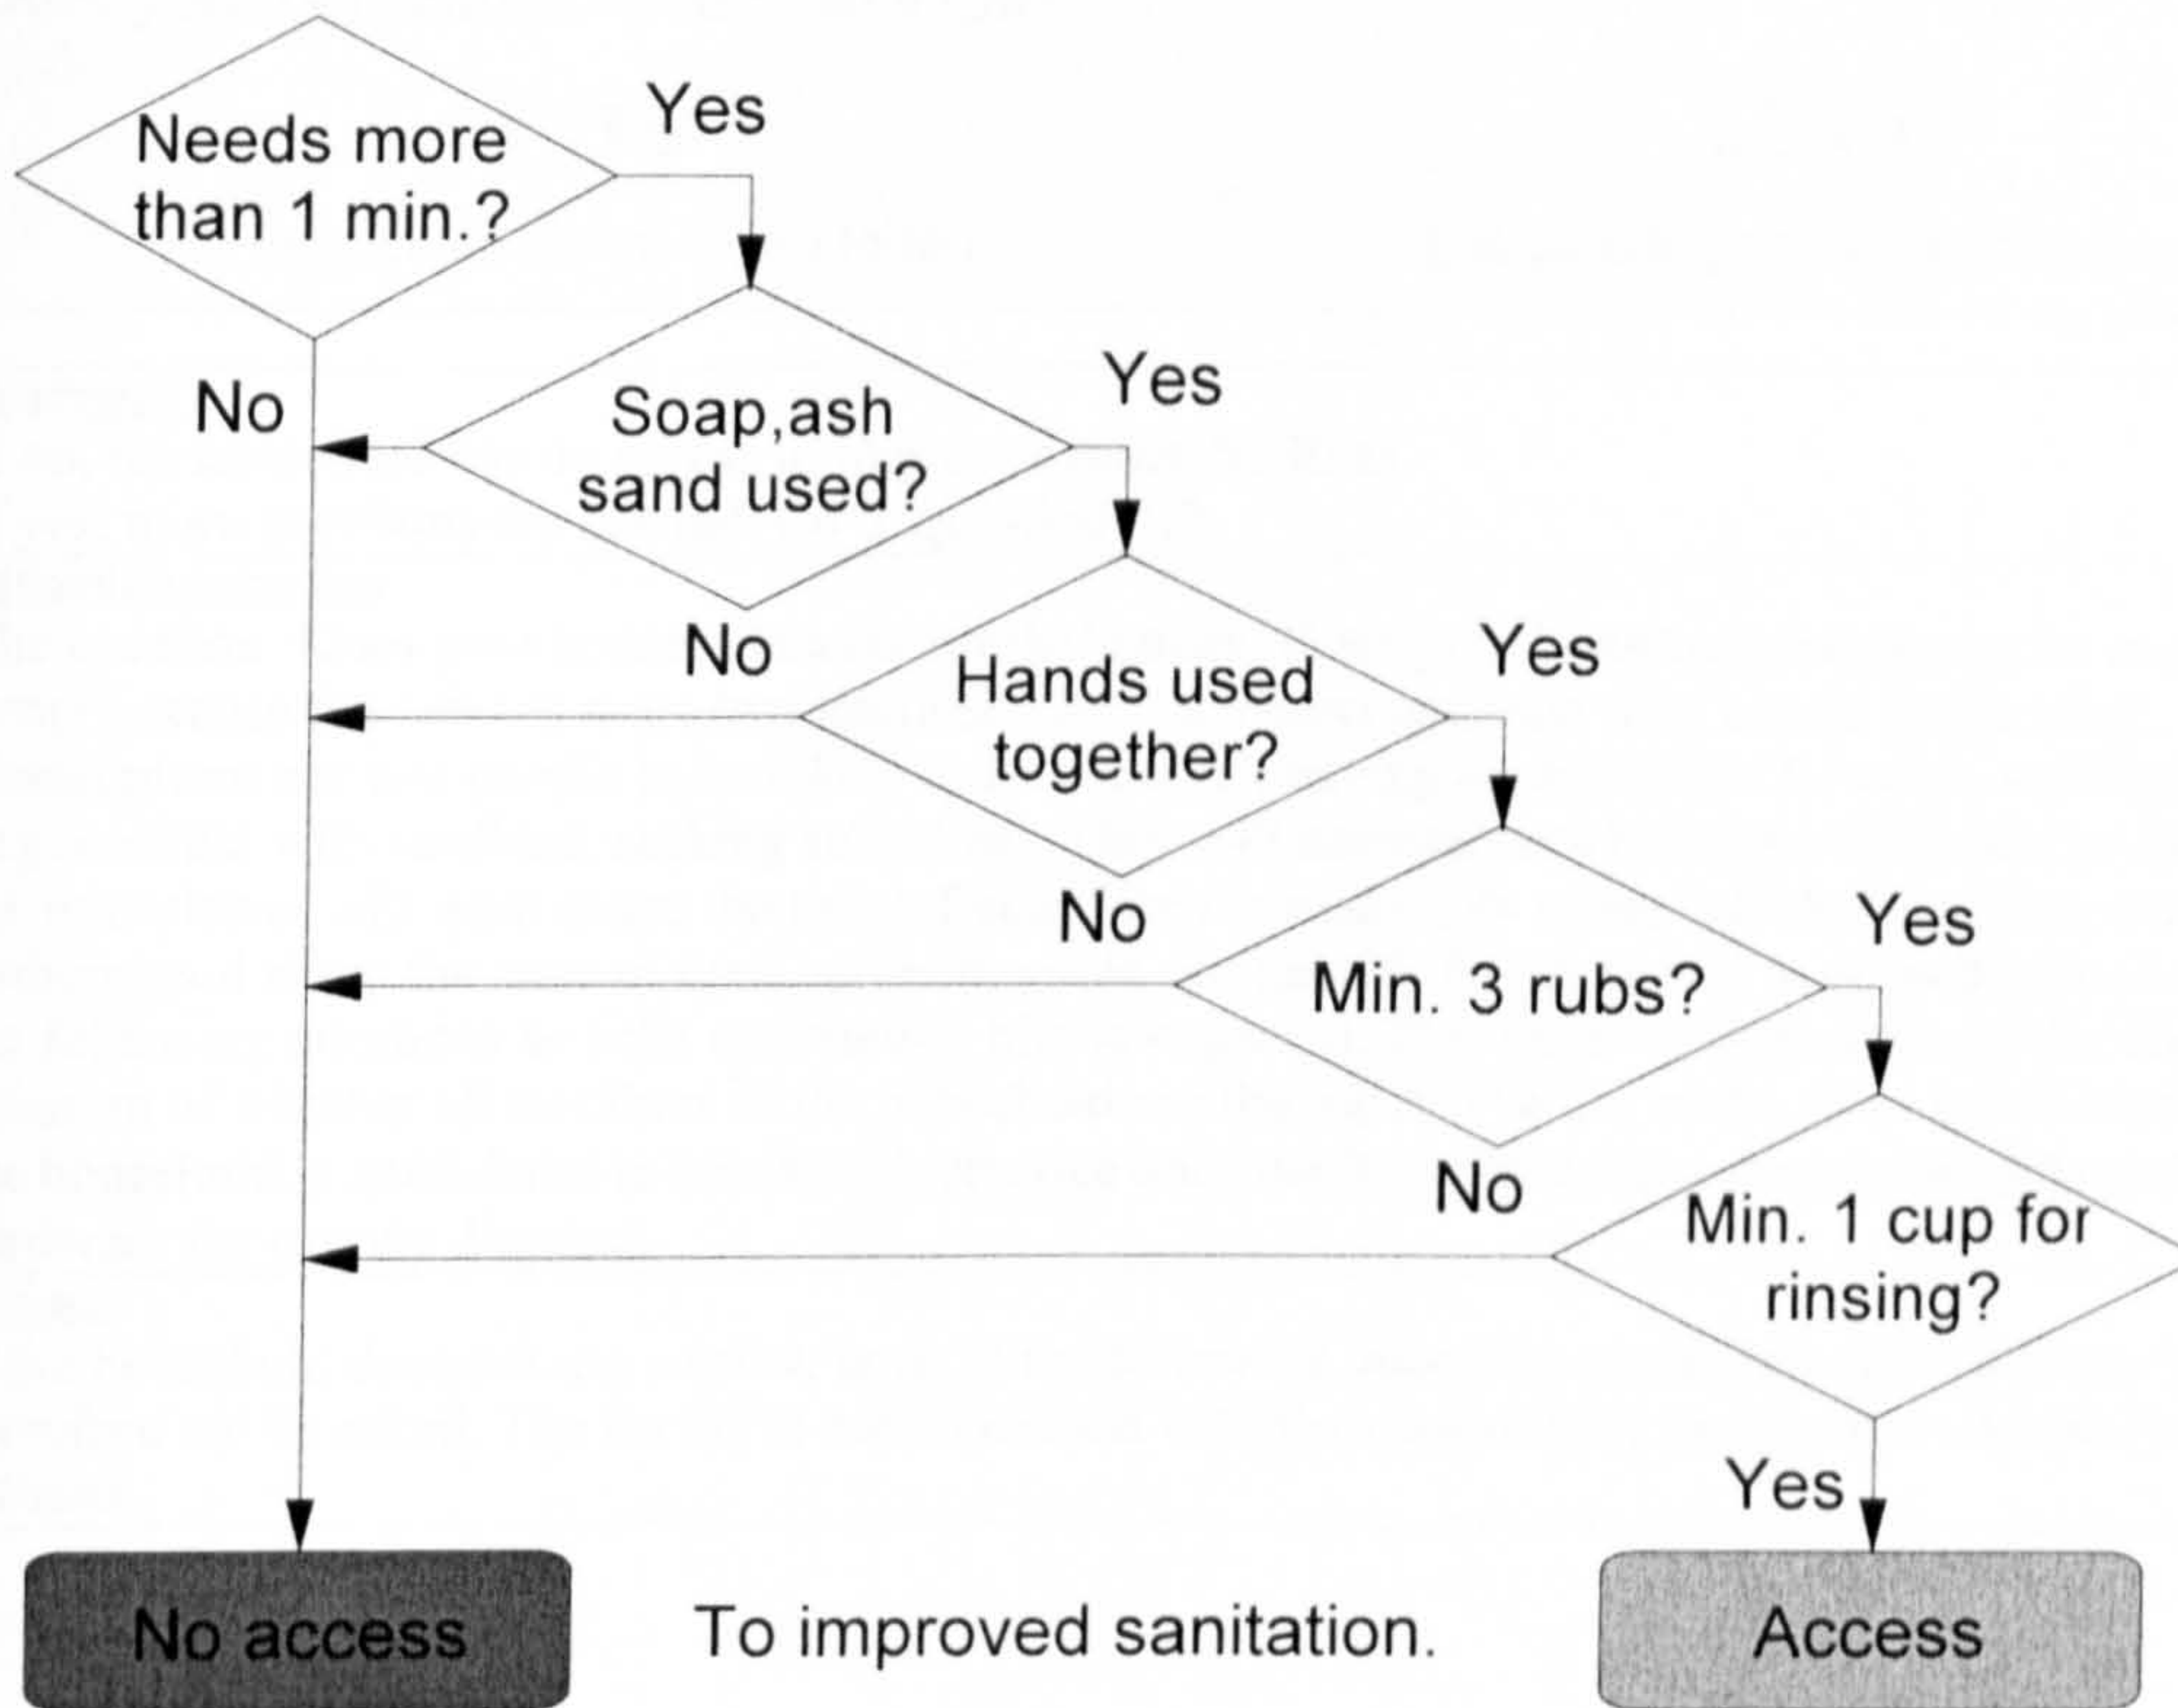 Needs more
than 1 min.?
Yes
No
Soap,ash
sand used?
Yes
No
Hands used
together?
Yes
No
Min. 3 rubs?
Yes
No
Min. 1 cup for
rinsing?
Yes
No access
To improved sanitation.
Access